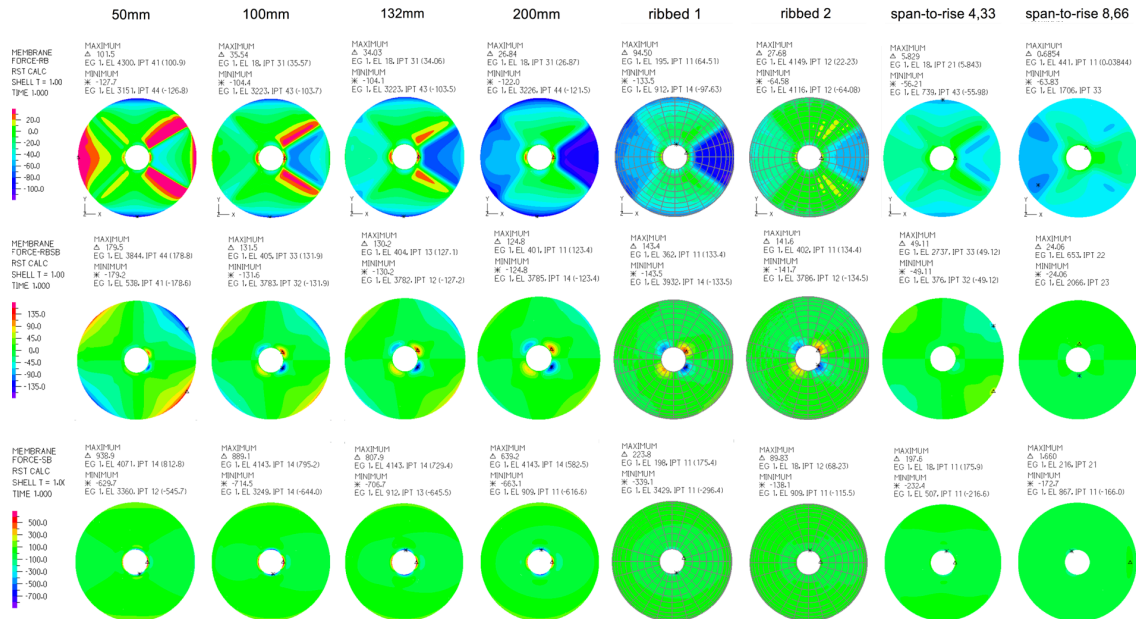 50mm
100mm
132mm
200mm
ribbed 1
ribbed 2
span-to-rise 4,33
span-to-rise 8,66
MEMBRANE
FORCE-RB
RST CALC
SHELL T = 1.00
TIME 1.000
20.0
0.0
-20.0
-40.0
-60.0
-80.0
-100.0
MAXIMUM
△ 101.5
EG 1, EL 4300, IPT 41 (100.9)
MINIMUM
✳ -127.7
EG 1, EL 3151, IPT 44 (-126.8)
MAXIMUM
△ 35.54
EG 1, EL 18, IPT 31 (35.57)
MINIMUM
✳ -104.4
EG 1, EL 3223, IPT 43 (-103.7)
MAXIMUM
△ 34.03
EG 1, EL 18, IPT 31 (34.06)
MINIMUM
✳ -104.1
EG 1, EL 3223, IPT 43 (-103.5)
MAXIMUM
△ 26.84
EG 1, EL 18, IPT 31 (26.87)
MINIMUM
✳ -122.0
EG 1, EL 3226, IPT 44 (-121.5)
MAXIMUM
△ 94.50
EG 1, EL 195, IPT 11 (64.51)
MINIMUM
✳ -133.5
EG 1, EL 912, IPT 14 (-97.63)
MAXIMUM
△ 27.68
EG 1, EL 4149, IPT 12 (22.23)
MINIMUM
✳ -64.58
EG 1, EL 4116, IPT 12 (-64.08)
MAXIMUM
△ 5.829
EG 1, EL 18, IPT 21 (5.843)
MINIMUM
✳ -56.21
EG 1, EL 739, IPT 43 (-55.98)
MAXIMUM
△ 0.6854
EG 1, EL 441, IPT 11 (0.03844)
MINIMUM
✳ -63.83
EG 1, EL 1706, IPT 33
Y
Z X
Y
Z X
Y
Z X
Y
Z X
Y
Z X
Y
Z X
Y
Z X
Y
Z X
MEMBRANE
FORCE-RBSB
RST CALC
SHELL T = 1.00
TIME 1.000
135.0
90.0
45.0
0.0
-45.0
-90.0
-135.0
MAXIMUM
△ 179.5
EG 1, EL 3844, IPT 44 (178.8)
MINIMUM
✳ -179.2
EG 1, EL 538, IPT 41 (-178.6)
MAXIMUM
△ 131.5
EG 1, EL 405, IPT 33 (131.9)
MINIMUM
✳ -131.6
EG 1, EL 3783, IPT 32 (-131.9)
MAXIMUM
△ 130.2
EG 1, EL 404, IPT 13 (127.1)
MINIMUM
✳ -130.2
EG 1, EL 3782, IPT 12 (-127.2)
MAXIMUM
△ 124.8
EG 1, EL 401, IPT 11 (123.4)
MINIMUM
✳ -124.8
EG 1, EL 3785, IPT 14 (-123.4)
MAXIMUM
△ 143.4
EG 1, EL 362, IPT 11 (133.4)
MINIMUM
✳ -143.5
EG 1, EL 3932, IPT 14 (-133.5)
MAXIMUM
△ 141.6
EG 1, EL 402, IPT 11 (134.4)
MINIMUM
✳ -141.7
EG 1, EL 3786, IPT 12 (-134.5)
MAXIMUM
△ 49.11
EG 1, EL 2737, IPT 33 (49.12)
MINIMUM
✳ -49.11
EG 1, EL 376, IPT 32 (-49.12)
MAXIMUM
△ 24.06
EG 1, EL 653, IPT 22
MINIMUM
✳ -24.06
EG 1, EL 2066, IPT 23
MEMBRANE
FORCE-SB
RST CALC
SHELL T = 1.0
TIME 1.000
500.0
300.0
100.0
-100.0
-300.0
-500.0
-700.0
MAXIMUM
△ 938.9
EG 1, EL 4071, IPT 14 (812.8)
MINIMUM
✳ -629.7
EG 1, EL 3360, IPT 12 (-545.7)
MAXIMUM
△ 889.1
EG 1, EL 4143, IPT 14 (795.2)
MINIMUM
✳ -714.5
EG 1, EL 3249, IPT 14 (-644.0)
MAXIMUM
△ 807.9
EG 1, EL 4143, IPT 14 (729.4)
MINIMUM
✳ -706.7
EG 1, EL 912, IPT 13 (-645.5)
MAXIMUM
△ 639.2
EG 1, EL 4143, IPT 14 (582.5)
MINIMUM
✳ -663.1
EG 1, EL 909, IPT 11 (-616.6)
MAXIMUM
△ 223.8
EG 1, EL 198, IPT 11 (175.4)
MINIMUM
✳ -339.1
EG 1, EL 3429, IPT 11 (-296.4)
MAXIMUM
△ 89.83
EG 1, EL 18, IPT 12 (68.23)
MINIMUM
✳ -138.1
EG 1, EL 909, IPT 11 (-115.5)
MAXIMUM
△ 197.6
EG 1, EL 18, IPT 11 (175.9)
MINIMUM
✳ -232.4
EG 1, EL 507, IPT 11 (-216.6)
MAXIMUM
△ 1.660
EG 1, EL 216, IPT 21
MINIMUM
✳ -172.7
EG 1, EL 867, IPT 11 (-166.0)